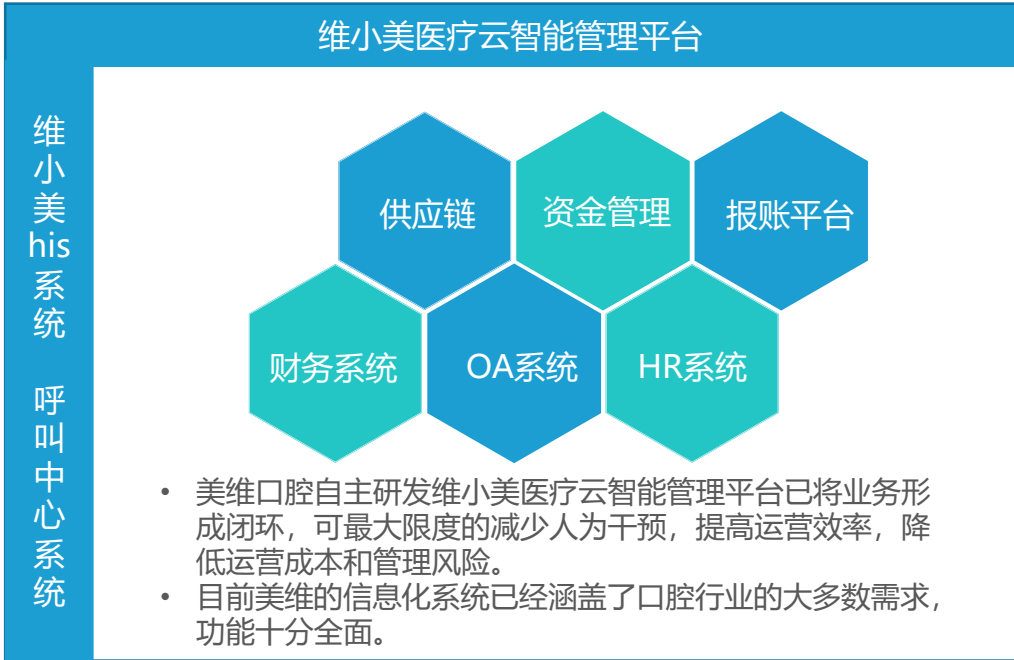 维小美医疗云智能管理平台
维小美his系统 呼叫中心系统
供应链
资金管理
报账平台
财务系统
OA系统
HR系统
• 美维口腔自主研发维小美医疗云智能管理平台已将业务形
成闭环，可最大限度的减少人为干预，提高运营效率，降
低运营成本和管理风险。
• 目前美维的信息化系统已经涵盖了口腔行业的大多数需求，
功能十分全面。